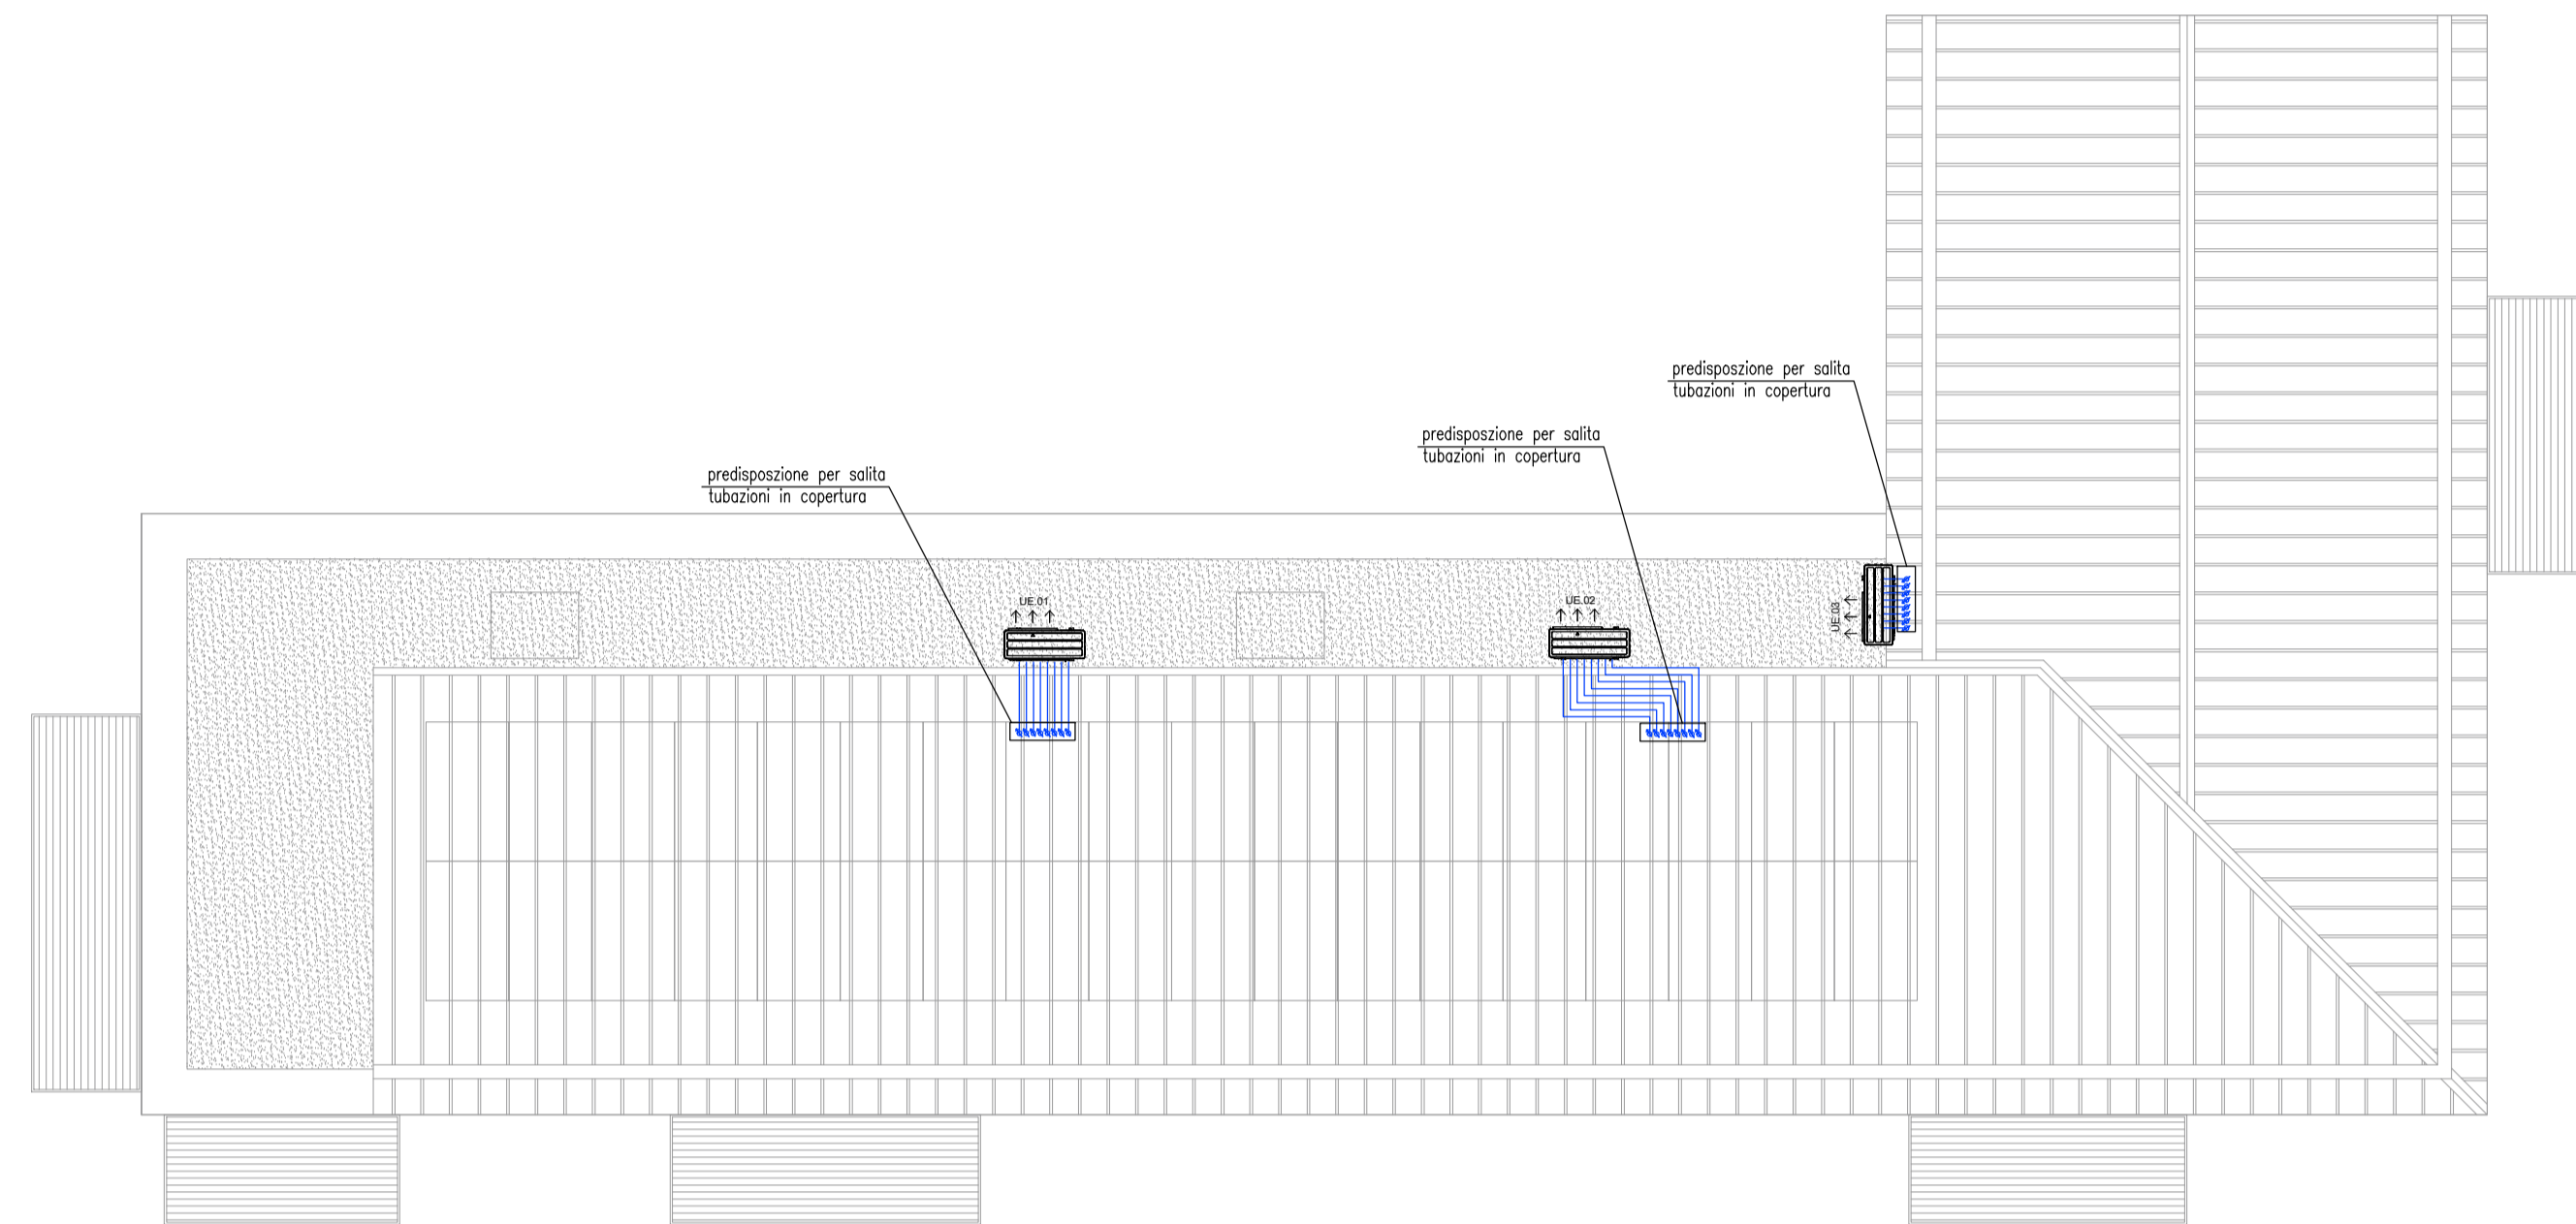 predisposzione per salita
tubazioni in copertura
predisposzione per salita
tubazioni in copertura
predisposzione per salita
tubazioni in copertura
UE.01
UE.02
UE.03